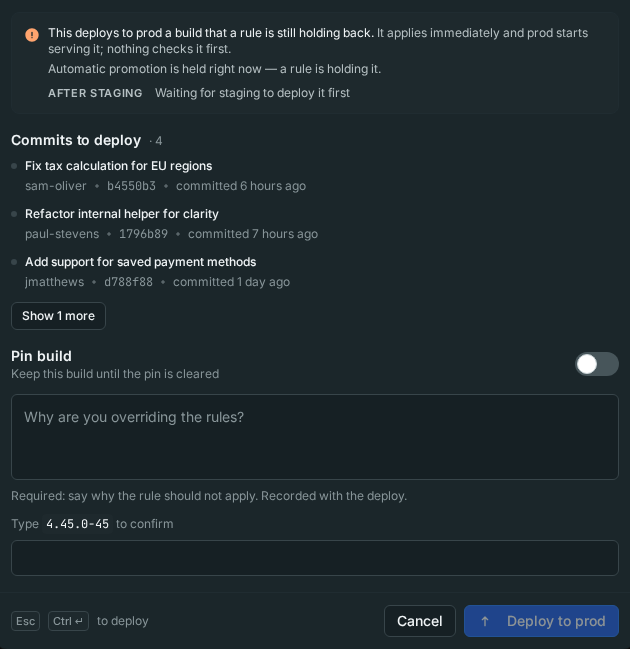 This deploys to prod a build that a rule is still holding back. It applies immediately and prod starts
serving it; nothing checks it first.
Automatic promotion is held right now — a rule is holding it.
AFTER STAGING Waiting for staging to deploy it first
Commits to deploy · 4
Fix tax calculation for EU regions
sam-oliver • b4550b3 • committed 6 hours ago
Refactor internal helper for clarity
paul-stevens • 1796b89 • committed 7 hours ago
Add support for saved payment methods
jmatthews • d788f88 • committed 1 day ago
Show 1 more
Pin build
Keep this build until the pin is cleared
Why are you overriding the rules?
Required: say why the rule should not apply. Recorded with the deploy.
Type 4.45.0-45 to confirm
Esc Ctrl ↵ to deploy Cancel ↑ Deploy to prod